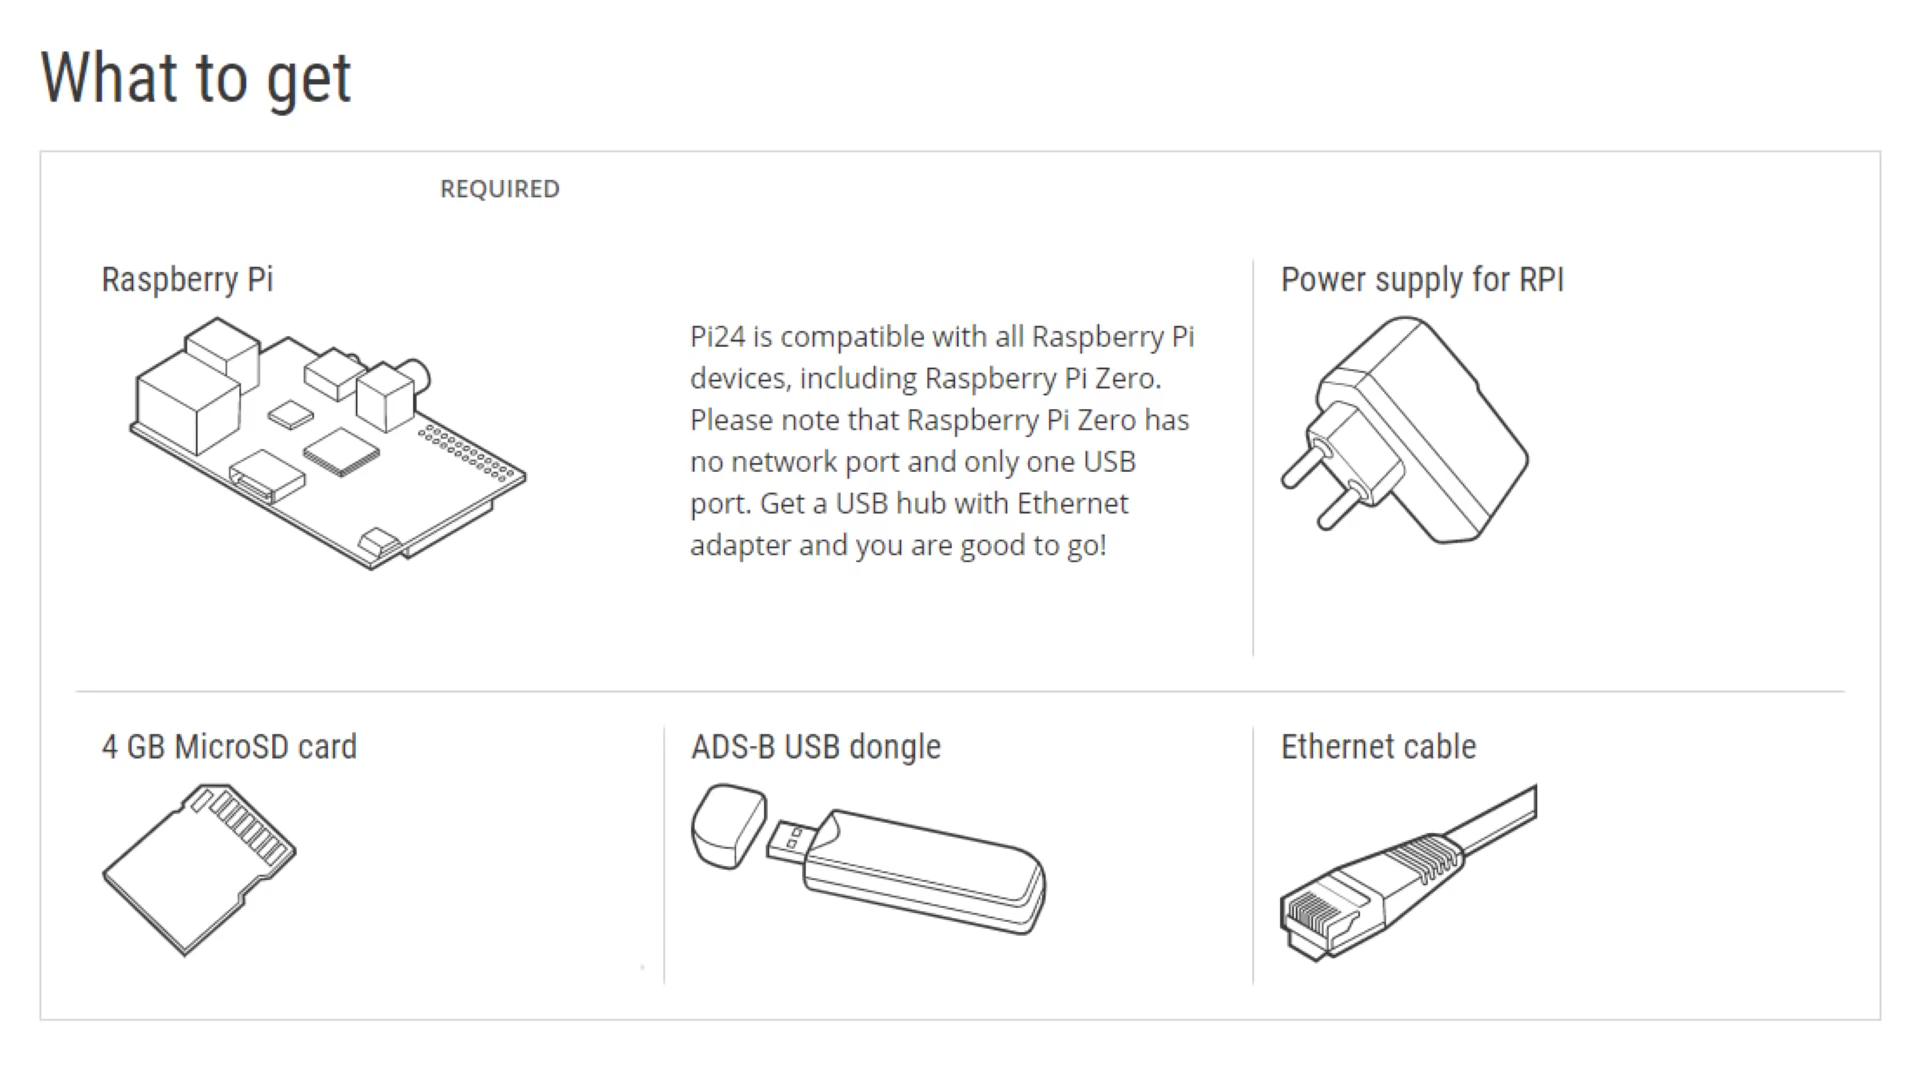 What to get
REQUIRED
Raspberry Pi
Pi24 is compatible with all Raspberry Pi
devices, including Raspberry Pi Zero.
Please note that Raspberry Pi Zero has
no network port and only one USB
port. Get a USB hub with Ethernet
adapter and you are good to go!
Power supply for RPI
4 GB MicroSD card
ADS-B USB dongle
Ethernet cable